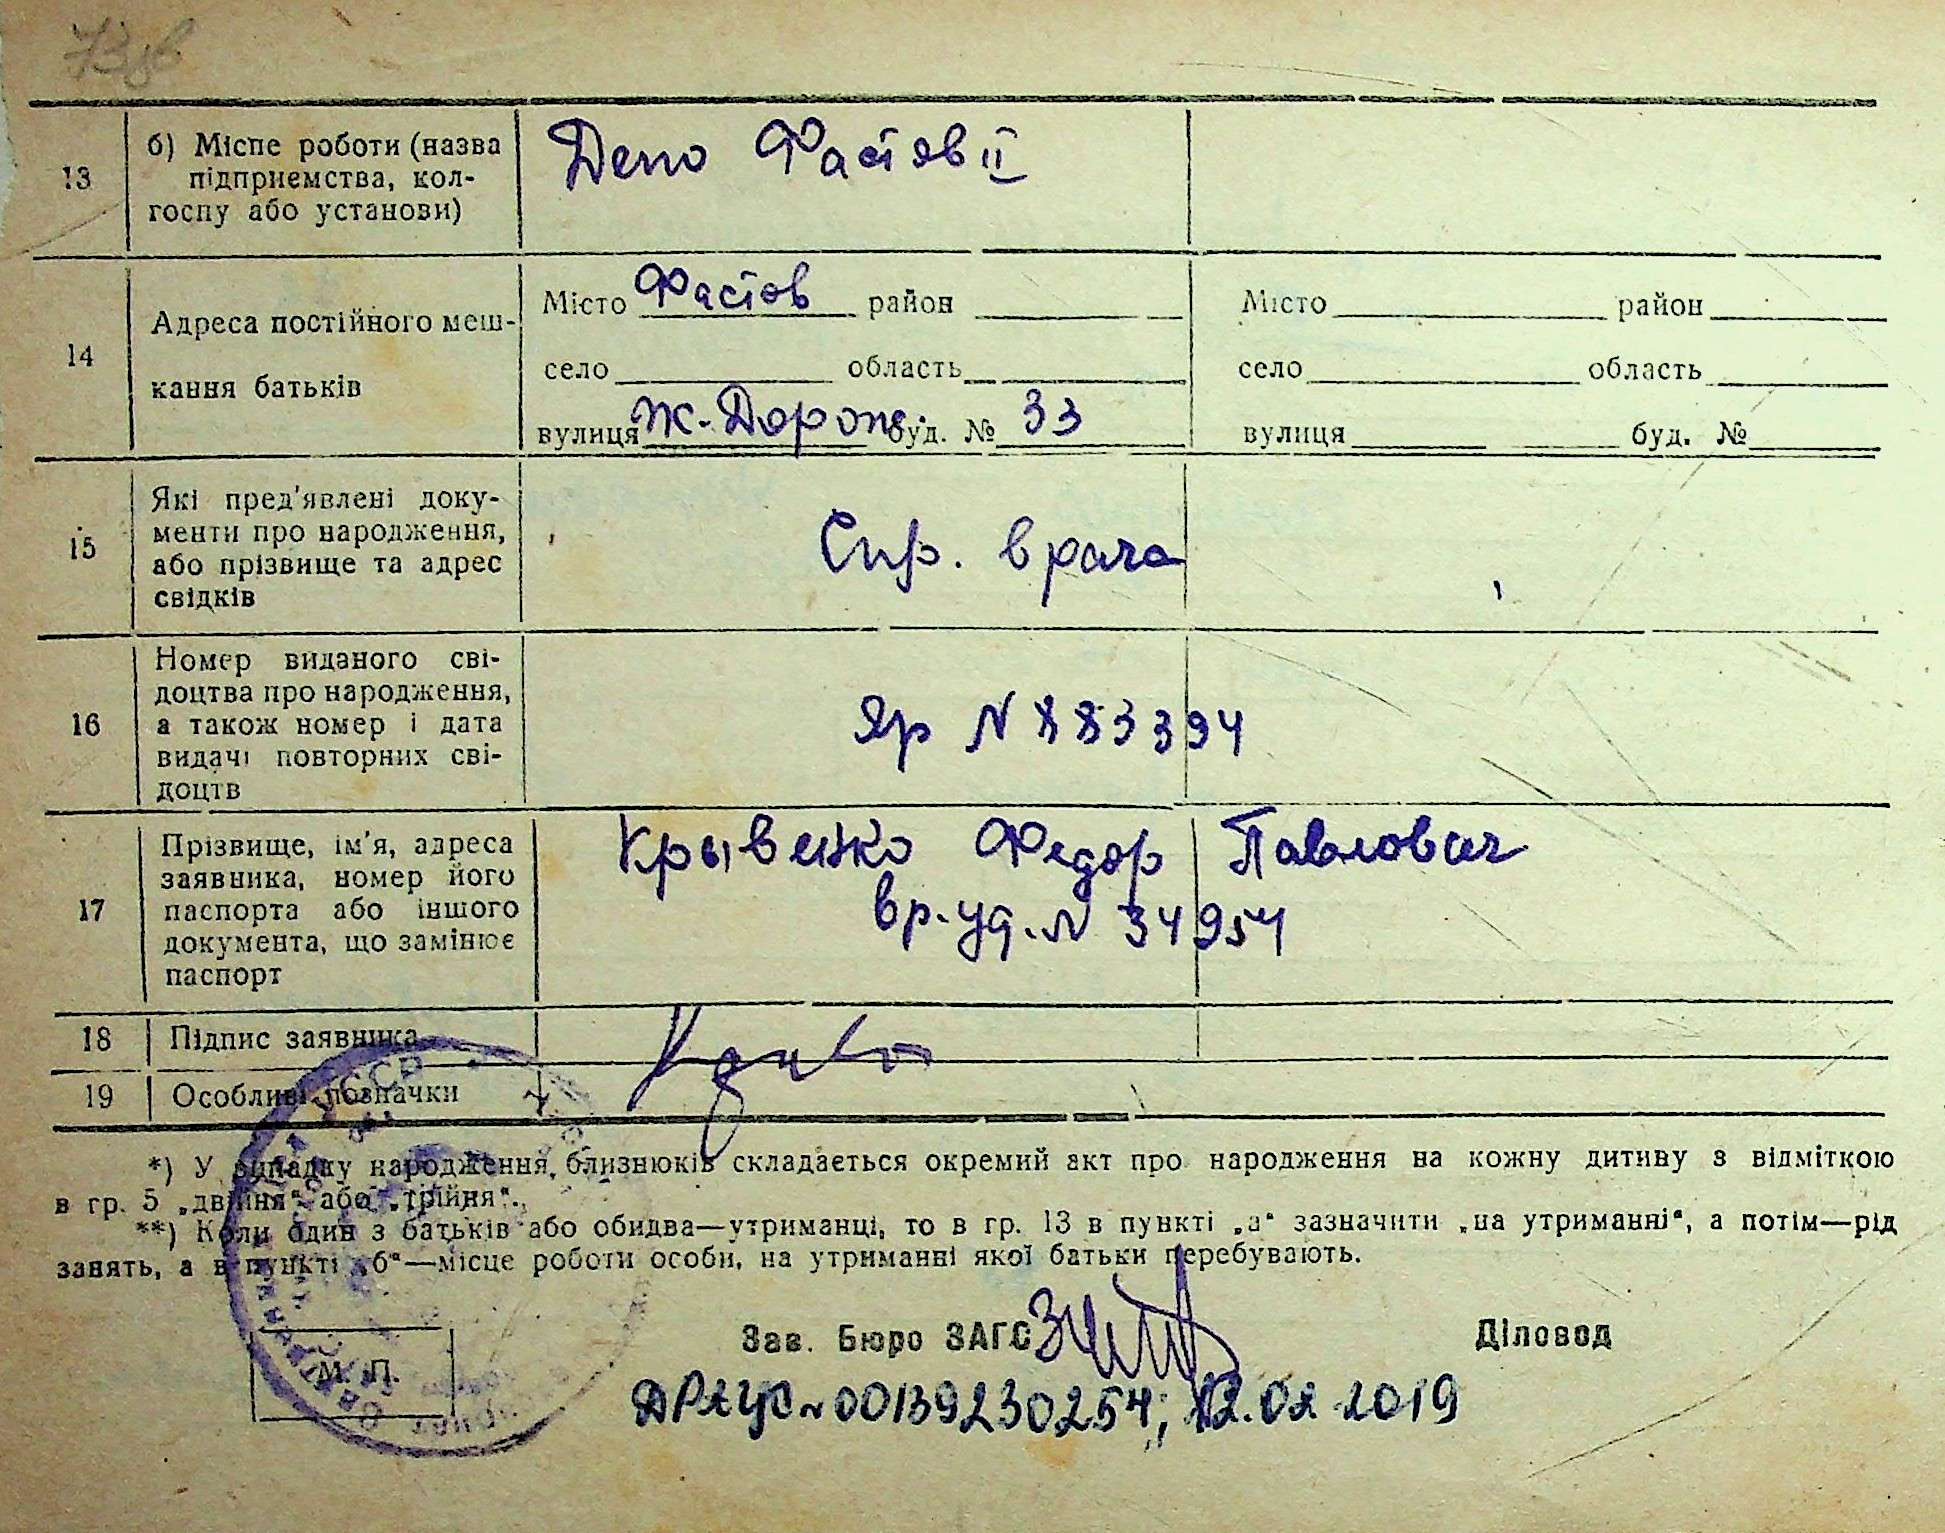 73 зв
13
б) Місце роботи (назва
підприємства, кол-
госпу або установи)
Депо Фастов II
14
Адреса постійного меш-
кання батьків
Місто Фастов район
село область
вулиця Ж-Дорож. буд. № 33
Місто район
село область
вулиця буд. №
15
Які пред'явлені доку-
менти про народження,
або прізвище та адрес
свідків
Спр. врача
16
Номер виданого сві-
доцтва про народження,
а також номер і дата
видачі повторних сві-
доцтв
Яр N 883394
17
Прізвище, ім'я, адреса
заявника, номер його
паспорта або іншого
документа, що замінює
паспорт
Крывенко Федор Павлович
вр.уд. N 34954
18
Підпис заявника
19
Особливі позначки
*) У випадку народження близнюків складається окремий акт про народження на кожну дитину з відміткою
в гр. 5 „двійня“ або „трійня“.
**) Коли один з батьків або обидва—утриманці, то в гр. 13 в пункті „а“ зазначити „на утриманні“, а потім—рід
занять, а в пункті „б“—місце роботи особи, на утриманні якої батьки перебувають.
Зав. Бюро ЗАГС
Діловод
М. П.
ДРАЦС N 00139230254; 12.02.2019